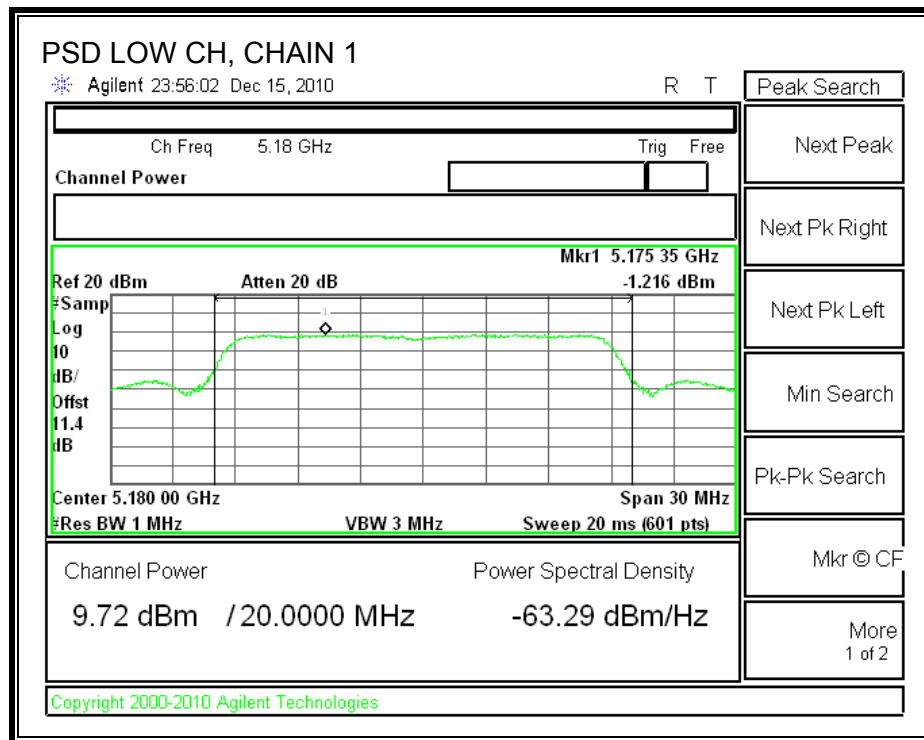 PSD LOW CH, CHAIN 1
Agilent 23:56:02 Dec 15, 2010 R T
Peak Search
Ch Freq 5.18 GHz Trig Free
Channel Power
Mkr1 5.175 35 GHz
Ref 20 dBm Atten 20 dB -1.216 dBm
#Samp
Log
10
dB/
Offst
11.4
dB
1
Center 5.180 00 GHz Span 30 MHz
#Res BW 1 MHz VBW 3 MHz Sweep 20 ms (601 pts)
Channel Power Power Spectral Density
9.72 dBm / 20.0000 MHz -63.29 dBm/Hz
Next Peak
Next Pk Right
Next Pk Left
Min Search
Pk-Pk Search
Mkr © CF
More
1 of 2
Copyright 2000-2010 Agilent Technologies